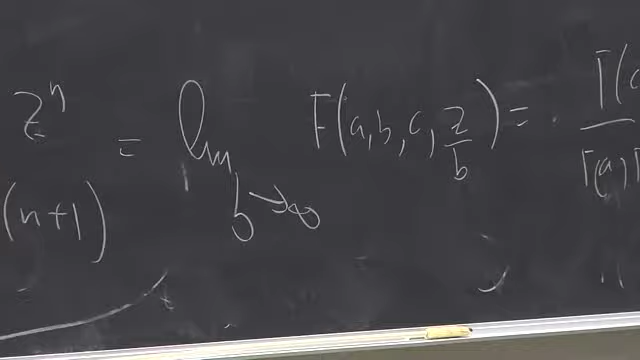 z^n / (n+1) = lim_{b→∞} F(a, b, c, z/b) = Γ(c / Γ(a)